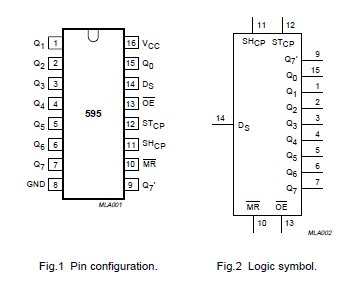 Q1 1 16 VCC
Q2 2 15 Q0
Q3 3 14 DS
Q4 4 13 OE
Q5 5 595 12 STCP
Q6 6 11 SHCP
Q7 7 10 MR
GND 8 9 Q7'
MLA001
Fig.1 Pin configuration.
11 12
SHCP STCP
Q7' 9
Q0 15
Q1 1
Q2 2
14 DS Q3 3
Q4 4
Q5 5
Q6 6
Q7 7
MR OE
10 13
MLA002
Fig.2 Logic symbol.